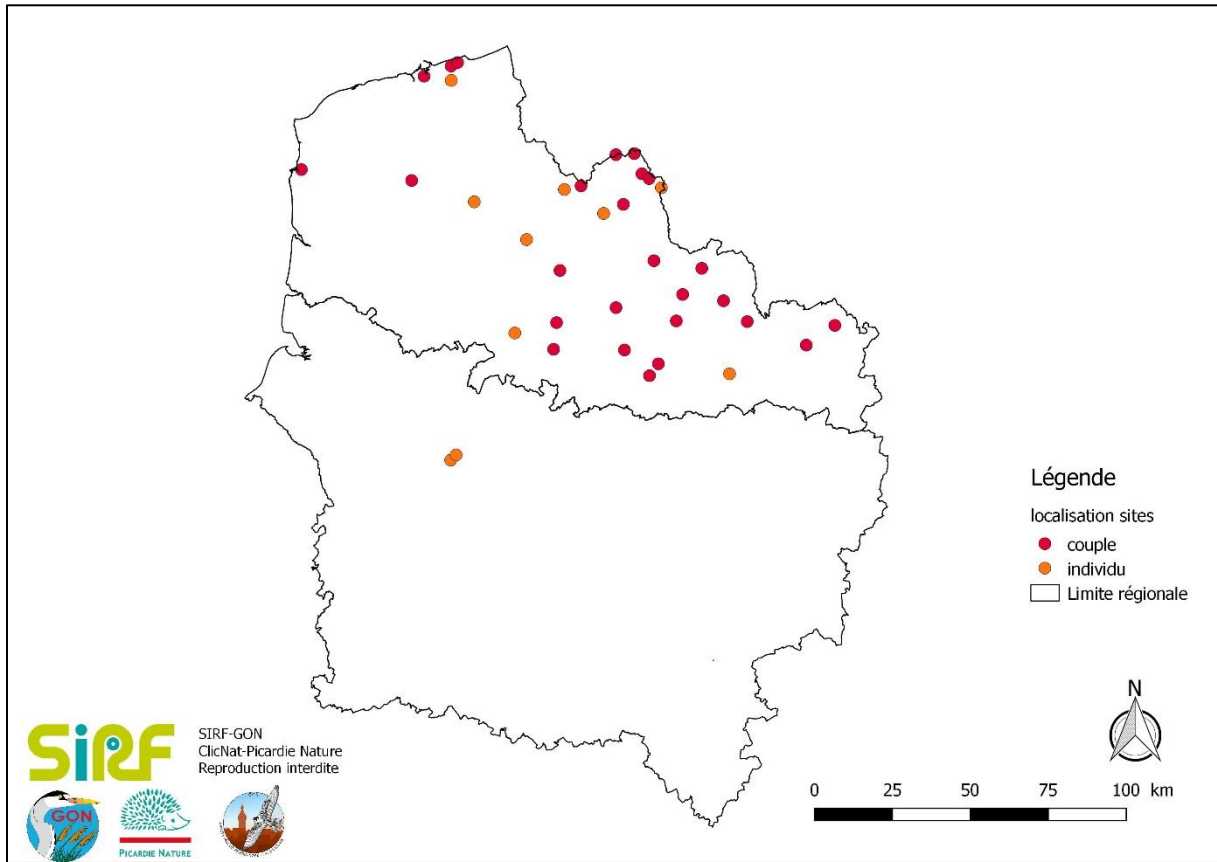 Légende
localisation sites
couple
individu
Limite régionale
N
0 25 50 75 100 km
SiRF
SIRF-GON
ClicNat-Picardie Nature
Reproduction interdite
GON
PICARDIE NATURE